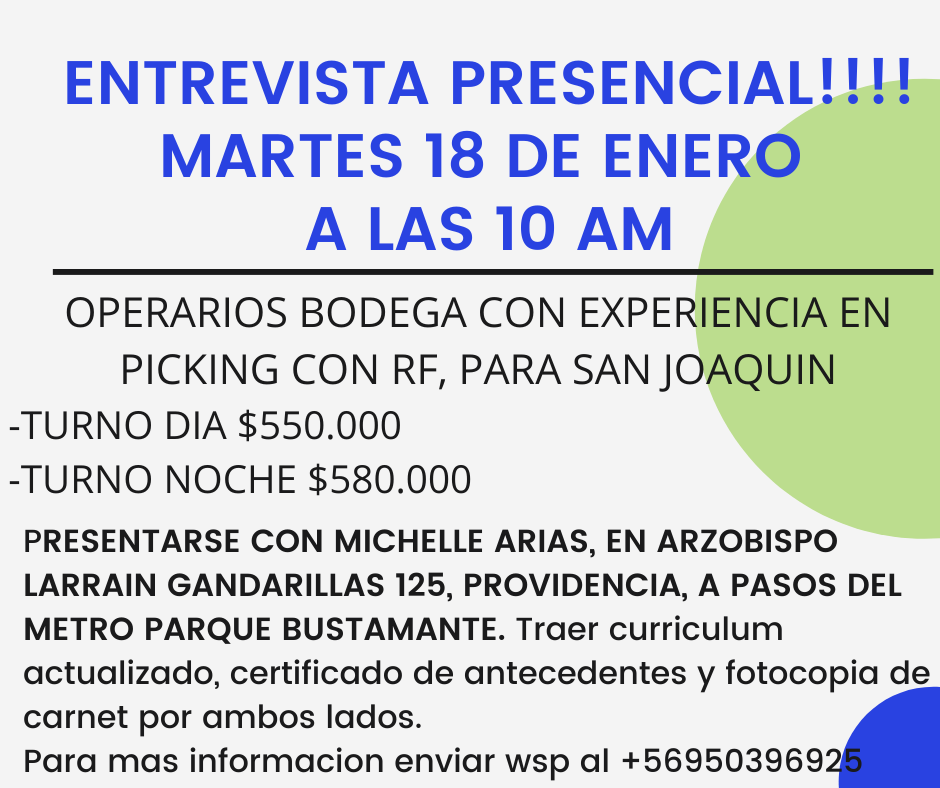 ENTREVISTA PRESENCIAL!!!!
MARTES 18 DE ENERO
A LAS 10 AM
OPERARIOS BODEGA CON EXPERIENCIA EN
PICKING CON RF, PARA SAN JOAQUIN
-TURNO DIA $550.000
-TURNO NOCHE $580.000
PRESENTARSE CON MICHELLE ARIAS, EN ARZOBISPO
LARRAIN GANDARILLAS 125, PROVIDENCIA, A PASOS DEL
METRO PARQUE BUSTAMANTE. Traer curriculum
actualizado, certificado de antecedentes y fotocopia de
carnet por ambos lados.
Para mas informacion enviar wsp al +56950396925